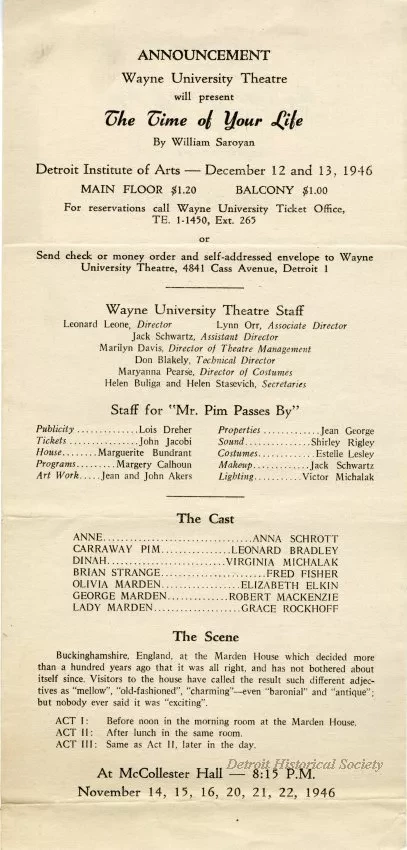 ANNOUNCEMENT
Wayne University Theatre
will present
The Time of Your Life
By William Saroyan
Detroit Institute of Arts — December 12 and 13, 1946
MAIN FLOOR $1.20 BALCONY $1.00
For reservations call Wayne University Ticket Office,
TE. 1-1450, Ext. 265
or
Send check or money order and self-addressed envelope to Wayne
University Theatre, 4841 Cass Avenue, Detroit 1
Wayne University Theatre Staff
Leonard Leone, Director Lynn Orr, Associate Director
Jack Schwartz, Assistant Director
Marilyn Davis, Director of Theatre Management
Don Blakely, Technical Director
Maryanna Pearse, Director of Costumes
Helen Buliga and Helen Stasevich, Secretaries
Staff for "Mr. Pim Passes By"
Publicity ............Lois Dreher Properties .............Jean George
Tickets ................John Jacobi Sound...............Shirley Rigley
House........Marguerite Bundrant Costumes.............Estelle Lesley
Programs.........Margery Calhoun Makeup.............Jack Schwartz
Art Work.....Jean and John Akers Lighting...........Victor Michalak
The Cast
ANNE..................................ANNA SCHROTT
CARRAWAY PIM................LEONARD BRADLEY
DINAH...........................VIRGINIA MICHALAK
BRIAN STRANGE........................FRED FISHER
OLIVIA MARDEN...................ELIZABETH ELKIN
GEORGE MARDEN..............ROBERT MACKENZIE
LADY MARDEN....................GRACE ROCKHOFF
The Scene
Buckinghamshire, England, at the Marden House which decided more
than a hundred years ago that it was all right, and has not bothered about
itself since. Visitors to the house have called the result such different adjec-
tives as "mellow", "old-fashioned", "charming"—even "baronial" and "antique";
but nobody ever said it was "exciting".
ACT I: Before noon in the morning room at the Marden House.
ACT II: After lunch in the same room.
ACT III: Same as Act II, later in the day.
Detroit Historical Society
At McCollester Hall — 8:15 P.M.
November 14, 15, 16, 20, 21, 22, 1946